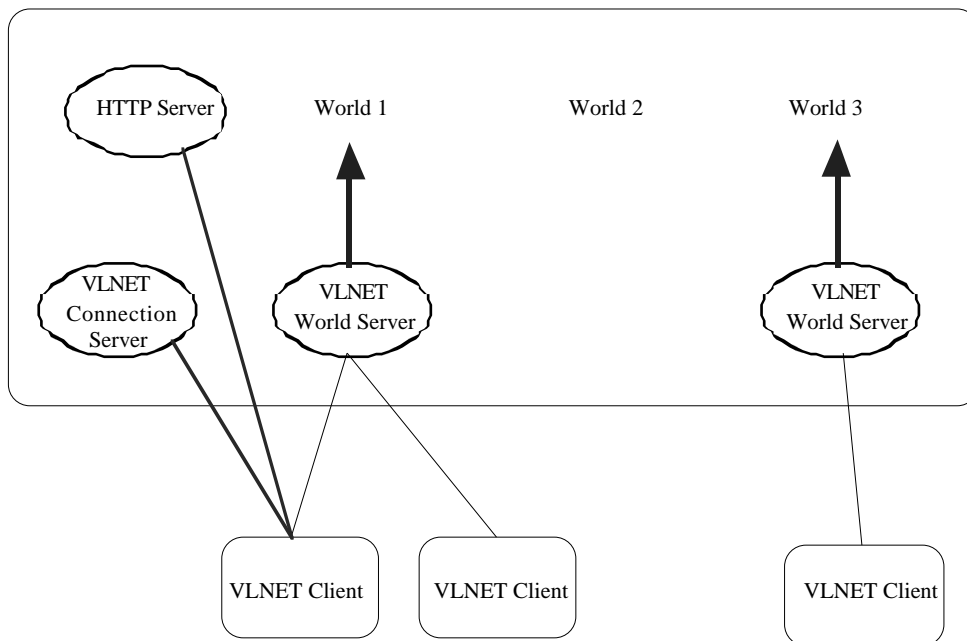 HTTP Server
World 1
World 2
World 3
VLNET
Connection
Server
VLNET
World Server
VLNET
World Server
VLNET Client
VLNET Client
VLNET Client